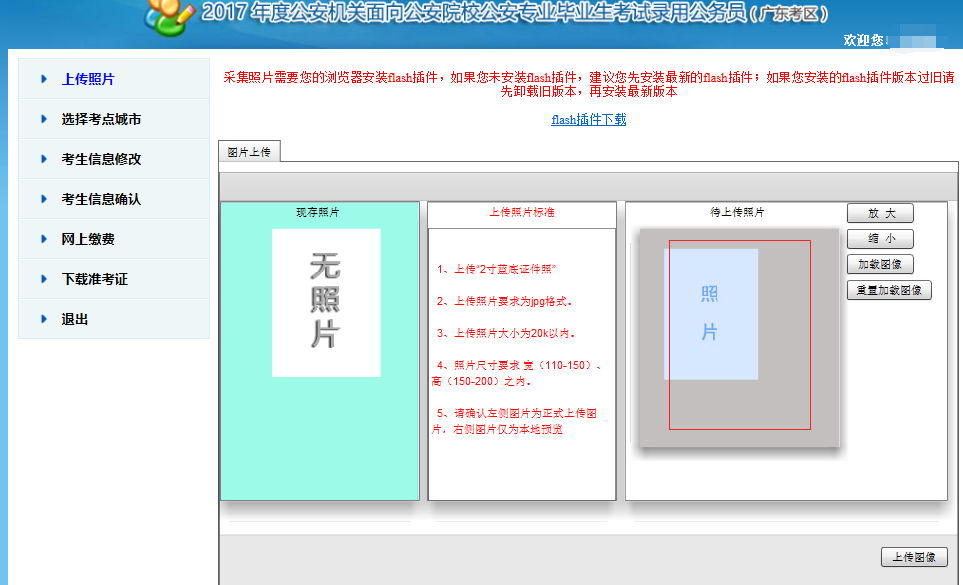 2017 年度公安机关面向公安院校公安专业毕业生考试录用公务员(广东考区)
欢迎您!
上传照片
选择考点城市
考生信息修改
考生信息确认
网上缴费
下载准考证
退出
采集照片需要您的浏览器安装flash插件，如果您未安装flash插件，建议您先安装最新的flash插件；如果您安装的flash插件版本过旧请
先卸载旧版本，再安装最新版本
flash插件下载
图片上传
现存照片
无
照
片
上传照片标准
1、上传“2寸蓝底证件照”
2、上传照片要求为jpg格式。
3、上传照片大小为20k以内。
4、照片尺寸要求 宽（110-150）、
高（150-200）之内。
5、请确认左侧图片为正式上传图
片，右侧图片仅为本地预览
待上传照片
照
片
放 大
缩 小
加载图像
重置加载图像
上传图像